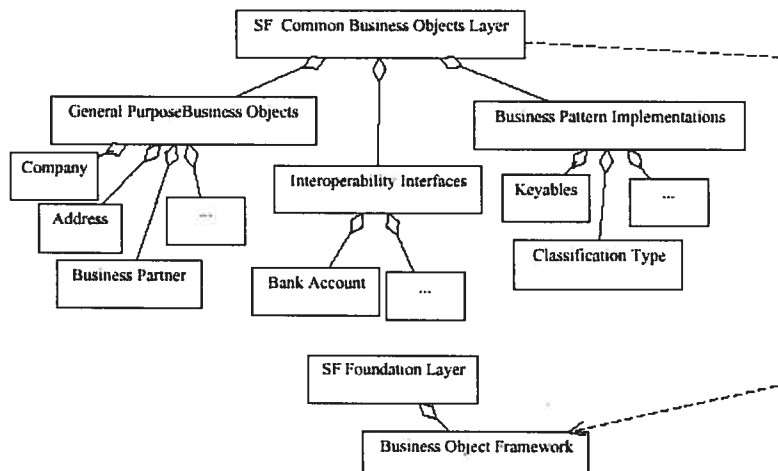 SF Common Business Objects Layer
General PurposeBusiness Objects
Business Pattern Implementations
Company
Interoperability Interfaces
Keyables
...
Address
...
Business Partner
Classification Type
Bank Account
...
SF Foundation Layer
Business Object Framework